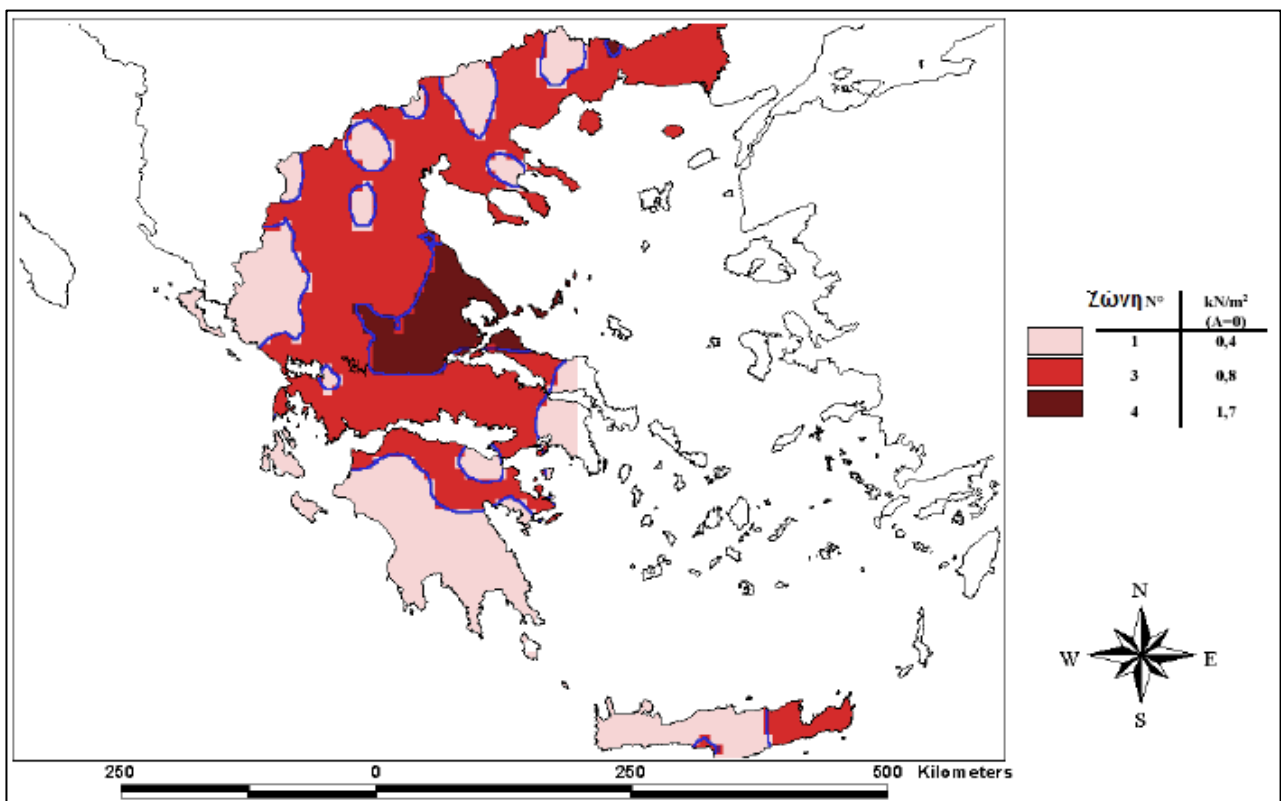 Ζώνη N° kN/m²
(A=0)
1 0,4
3 0,8
4 1,7
N
W E
S
250 0 250 500 Kilometers